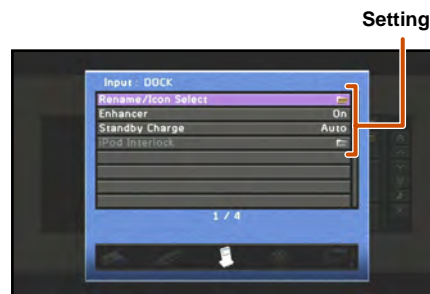 Setting
Input : DOCK
Rename/Icon Select
Enhancer On
Standby Charge Auto
iPod Interlock
1 / 4